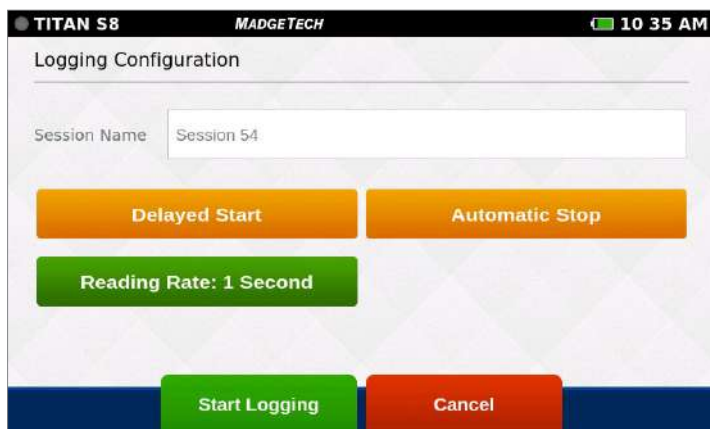 TITAN S8 MADGETECH 10 35 AM
Logging Configuration
Session Name Session 54
Delayed Start Automatic Stop
Reading Rate: 1 Second
Start Logging Cancel